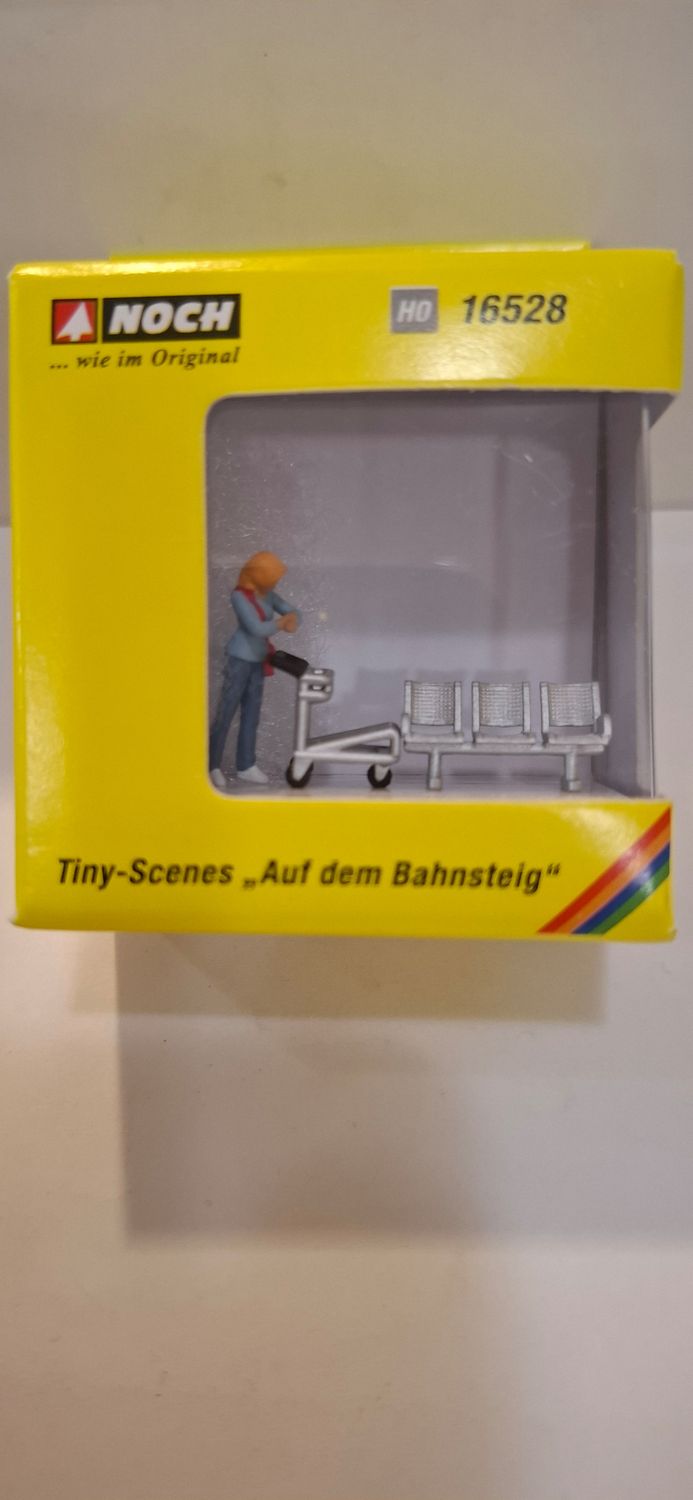 NOCH
... wie im Original
H0 16528
Tiny-Scenes „Auf dem Bahnsteig“